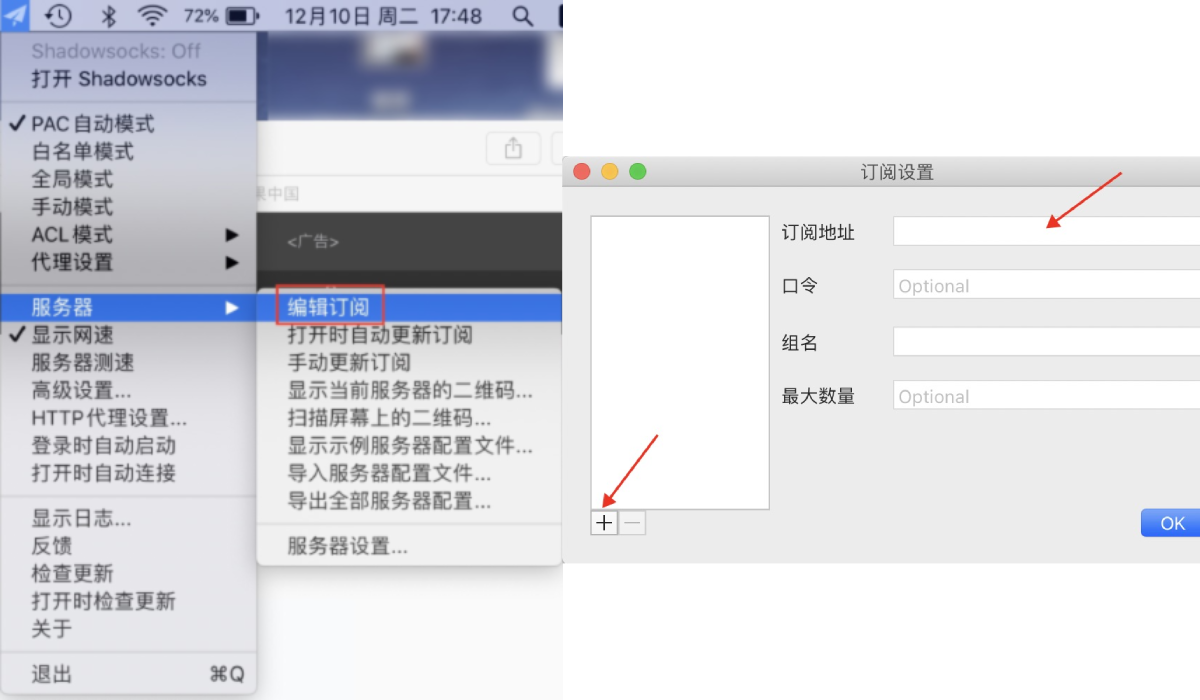 72% 12月10日 周二 17:48
Shadowsocks: Off
打开 Shadowsocks
PAC 自动模式
白名单模式
全局模式
手动模式
ACL 模式
代理设置
服务器
显示网速
服务器测速
高级设置...
HTTP 代理设置...
登录时自动启动
打开时自动连接
显示日志...
反馈
检查更新
打开时检查更新
关于
退出 ⌘Q
果中国
<广告>
编辑订阅
打开时自动更新订阅
手动更新订阅
显示当前服务器的二维码...
扫描屏幕上的二维码...
显示示例服务器配置文件...
导入服务器配置文件...
导出全部服务器配置...
服务器设置...
订阅设置
订阅地址
口令 Optional
组名
最大数量 Optional
OK